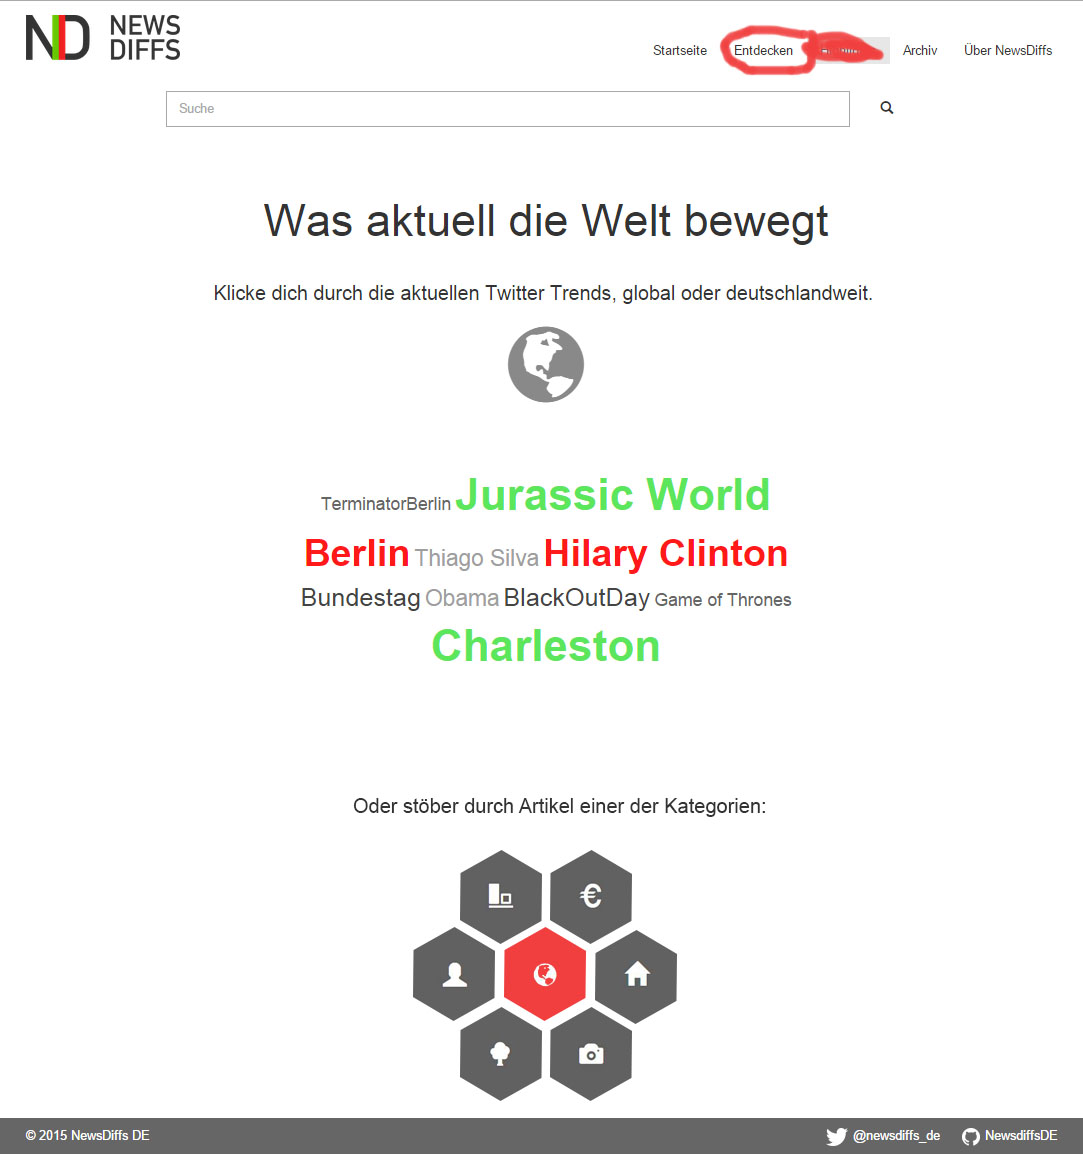 NEWS
DIFFS
Startseite Entdecken Archiv Über NewsDiffs
Suche
Was aktuell die Welt bewegt
Klicke dich durch die aktuellen Twitter Trends, global oder deutschlandweit.
TerminatorBerlin Jurassic World
Berlin Thiago Silva Hilary Clinton
Bundestag Obama BlackOutDay Game of Thrones
Charleston
Oder stöber durch Artikel einer der Kategorien:
© 2015 NewsDiffs DE @newsdiffs_de NewsdiffsDE